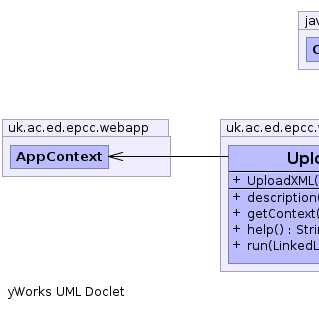 jav
uk.ac.ed.epcc.webapp
uk.ac.ed.epcc.
AppContext
Uplo
+ UploadXML(
+ description(
+ getContext(
+ help() : Stri
+ run(LinkedL
yWorks UML Doclet